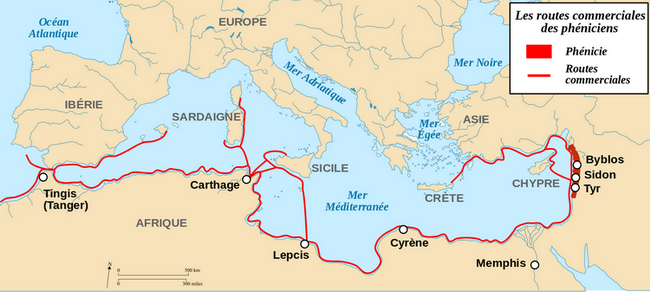 Les routes commerciales
des phéniciens
Phénicie
Routes
commerciales
Océan
Atlantique
EUROPE
Mer Noire
Mer Adriatique
IBÉRIE
SARDAIGNE
Mer
Égée
ASIE
Byblos
Sidon
Tyr
SICILE
CHYPRE
CRÈTE
Carthage
Tingis
(Tanger)
Mer
Méditerranée
AFRIQUE
Lepcis
Cyrène
Memphis
N
0 500 km
0 300 miles